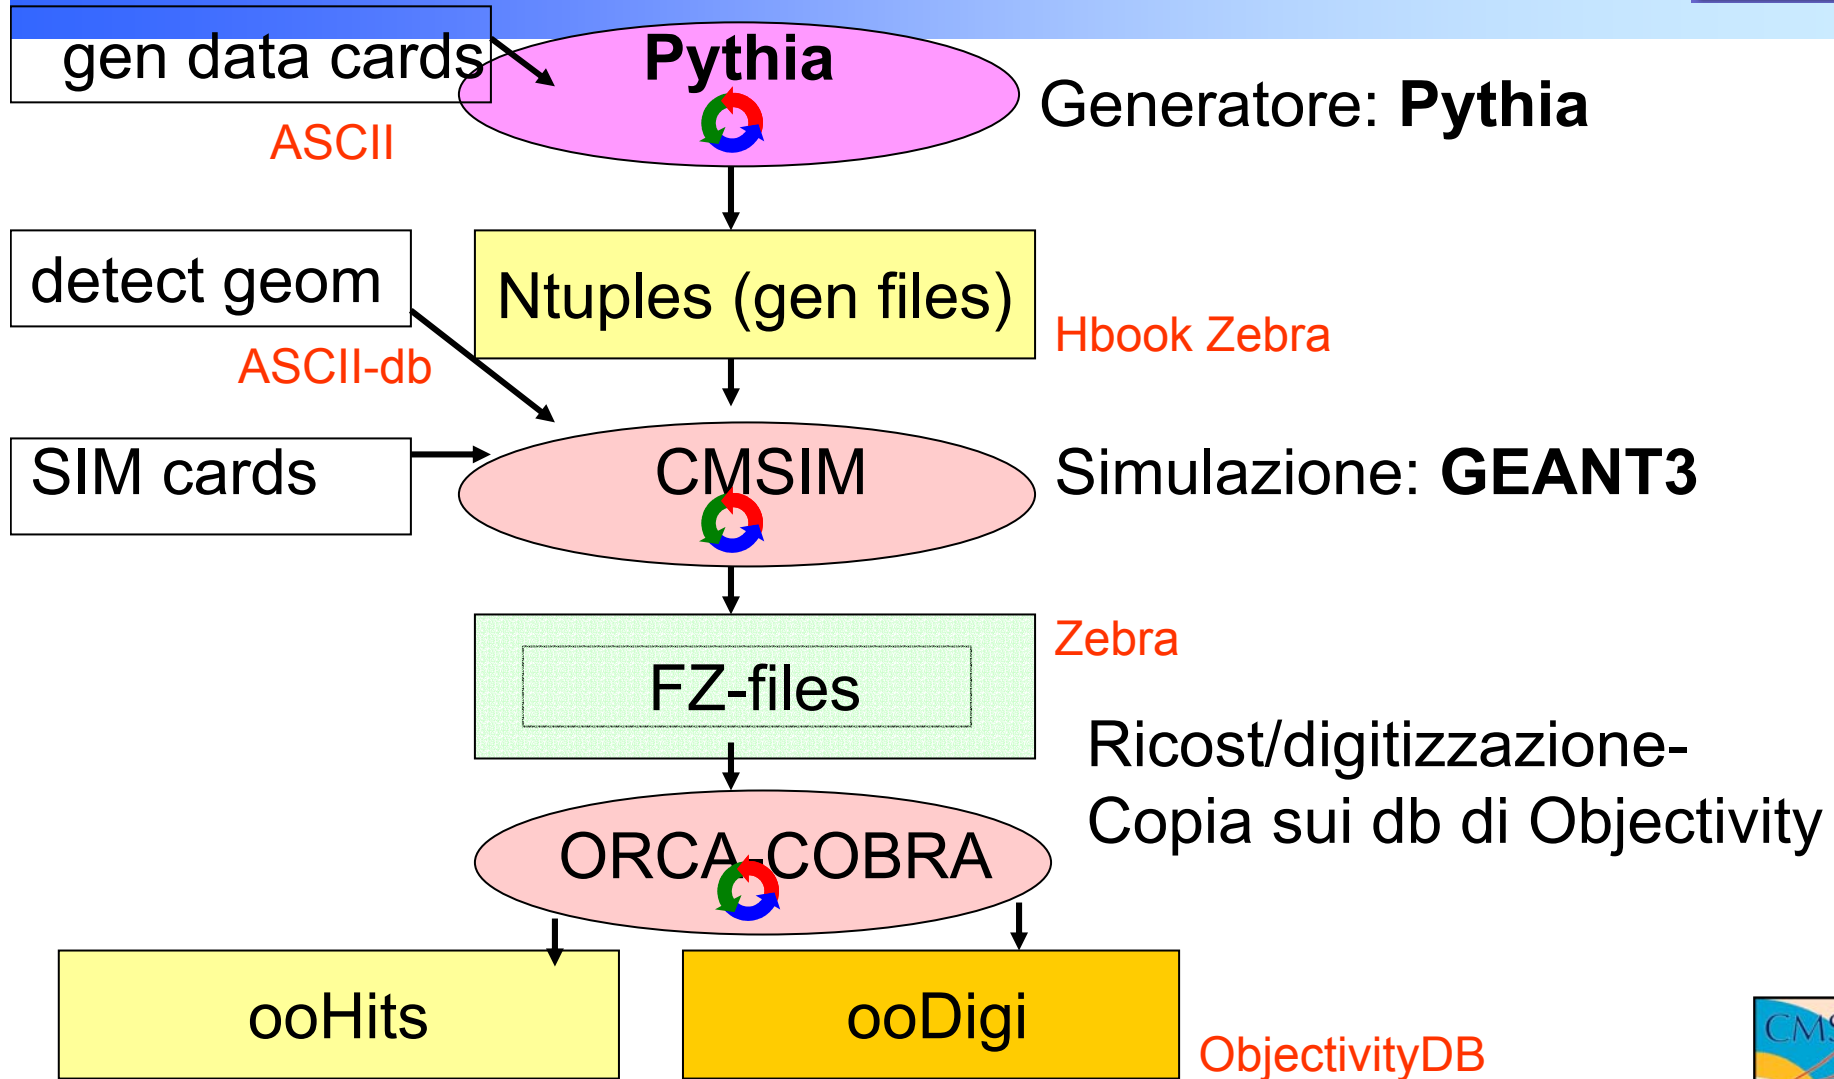 gen data cards
Pythia
Generatore: Pythia
ASCII
detect geom
Ntuples (gen files)
Hbook Zebra
ASCII-db
SIM cards
CMSIM
Simulazione: GEANT3
Zebra
FZ-files
Ricost/digitizzazione-
Copia sui db di Objectivity
ORCA-COBRA
ooHits
ooDigi
ObjectivityDB
CMS